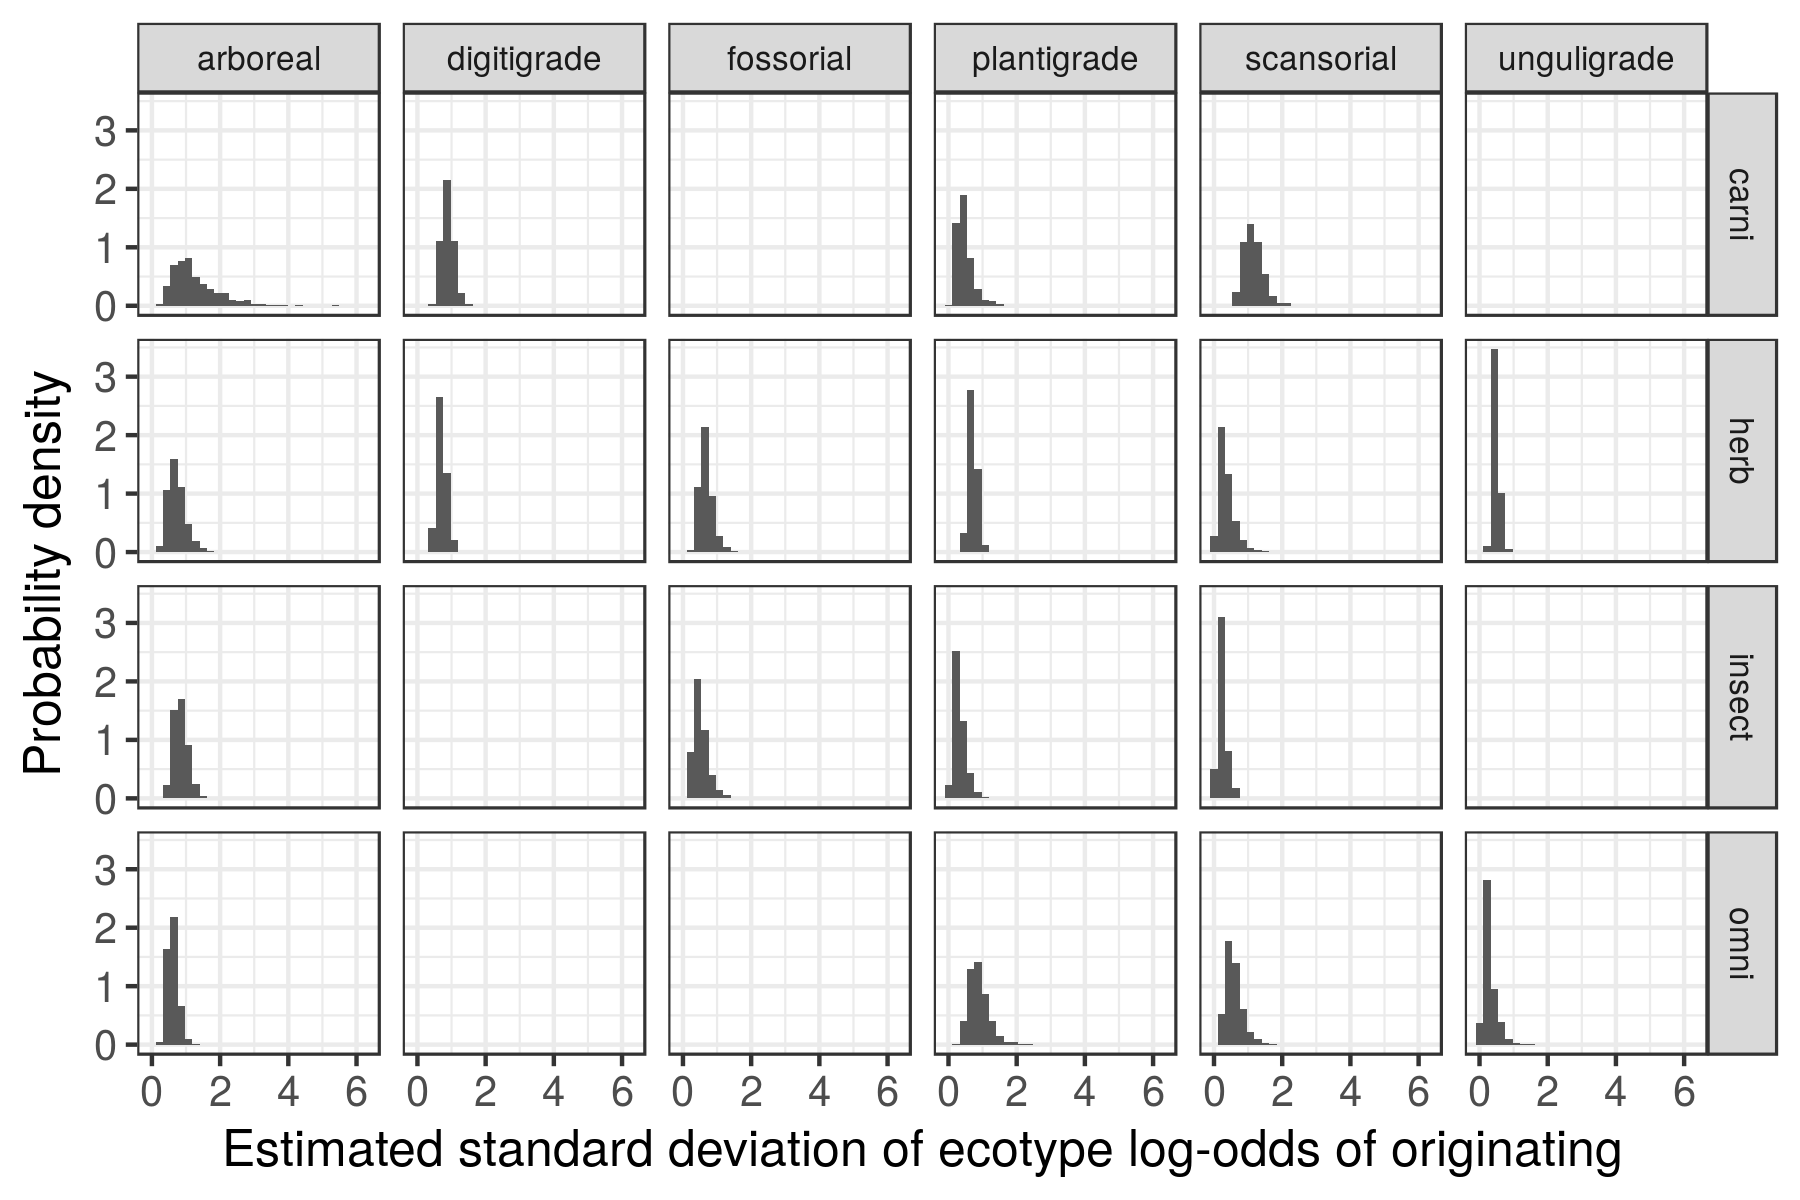 arboreal digitigrade fossorial plantigrade scansorial unguligrade
3
2
1
0
carni
3
2
1
0
herb
3
2
1
0
insect
3
2
1
0
omni
Probability density
0 2 4 6 0 2 4 6 0 2 4 6 0 2 4 6 0 2 4 6 0 2 4 6
Estimated standard deviation of ecotype log-odds of originating